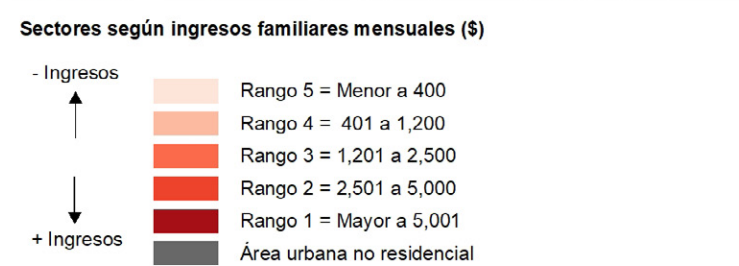 Sectores según ingresos familiares mensuales ($)
- Ingresos
Rango 5 = Menor a 400
Rango 4 = 401 a 1,200
Rango 3 = 1,201 a 2,500
Rango 2 = 2,501 a 5,000
Rango 1 = Mayor a 5,001
+ Ingresos
Área urbana no residencial